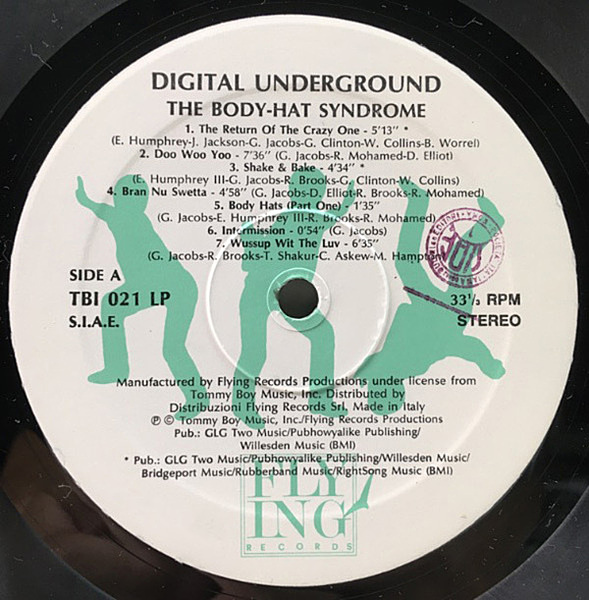 DIGITAL UNDERGROUND
THE BODY-HAT SYNDROME
1. The Return Of The Crazy One - 5'13" *
(E. Humphrey-J. Jackson-G. Jacobs-G. Clinton-W. Collins-B. Worrel)
2. Doo Woo Yoo - 7'36" (G. Jacobs-R. Mohamed-D. Elliot)
3. Shake & Bake - 4'34" *
(E. Humphrey III-G. Jacobs-R. Brooks-G. Clinton-W. Collins)
4. Bran Nu Swetta - 4'58" (G. Jacobs-D. Elliot-R. Brooks-R. Mohamed)
5. Body Hats (Part One) - 1'35"
(G. Jacobs-E. Humphrey III-R. Brooks-R. Mohamed)
6. Intermission - 0'54" (G. Jacobs)
7. Wussup Wit The Luv - 6'35"
(G. Jacobs-R. Brooks-T. Shakur-C. Askew-M. Hampton)
SIDE A
TBI 021 LP
S.I.A.E.
33⅓ RPM
STEREO
Manufactured by Flying Records Productions under license from
Tommy Boy Music, Inc. Distributed by
Distribuzioni Flying Records Srl, Made in Italy
℗ © Tommy Boy Music, Inc./Flying Records Productions
Pub.: GLG Two Music/Pubhowyalike Publishing/
Willesden Music (BMI)
* Pub.: GLG Two Music/Pubhowyalike Publishing/Willesden Music/
Bridgeport Music/Rubberband Music/RightSong Music (BMI)
FLY
ING
RECORDS